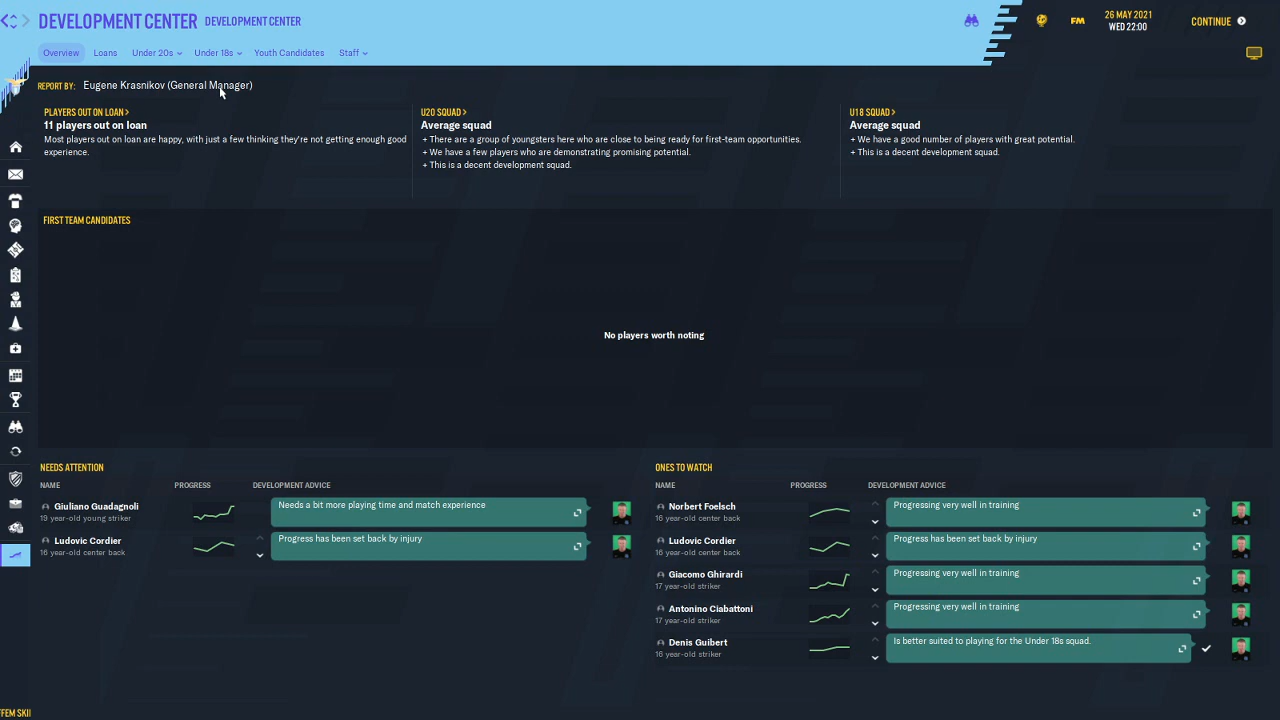 DEVELOPMENT CENTER
DEVELOPMENT CENTER
FM
26 MAY 2021
WED 22:00
CONTINUE
Overview
Loans
Under 20s
Under 18s
Youth Candidates
Staff
REPORT BY: Eugene Krasnikov (General Manager)
PLAYERS OUT ON LOAN >
11 players out on loan
Most players out on loan are happy, with just a few thinking they're not getting enough good
experience.
U20 SQUAD >
Average squad
+ There are a group of youngsters here who are close to being ready for first-team opportunities.
+ We have a few players who are demonstrating promising potential.
+ This is a decent development squad.
U18 SQUAD >
Average squad
+ We have a good number of players with great potential.
+ This is a decent development squad.
FIRST TEAM CANDIDATES
No players worth noting
NEEDS ATTENTION
NAME PROGRESS DEVELOPMENT ADVICE
Giuliano Guadagnoli
19 year-old young striker
Needs a bit more playing time and match experience
Ludovic Cordier
16 year-old center back
Progress has been set back by injury
ONES TO WATCH
NAME PROGRESS DEVELOPMENT ADVICE
Norbert Foelsch
16 year-old center back
Progressing very well in training
Ludovic Cordier
16 year-old center back
Progress has been set back by injury
Giacomo Ghirardi
17 year-old striker
Progressing very well in training
Antonino Ciabattoni
17 year-old striker
Progressing very well in training
Denis Guibert
16 year-old striker
Is better suited to playing for the Under 18s squad.